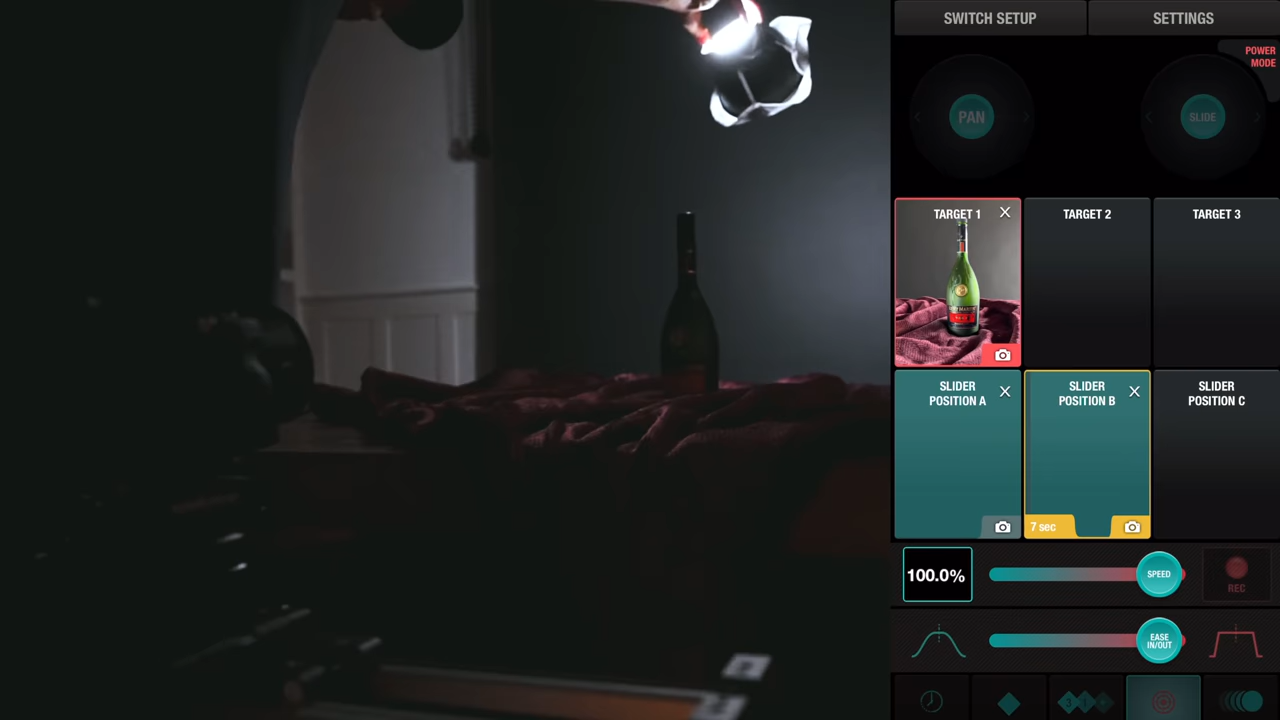 SWITCH SETUP
SETTINGS
POWER
MODE
PAN
SLIDE
TARGET 1
TARGET 2
TARGET 3
SLIDER
POSITION A
SLIDER
POSITION B
SLIDER
POSITION C
7 sec
100.0%
SPEED
REC
EASE
IN/OUT